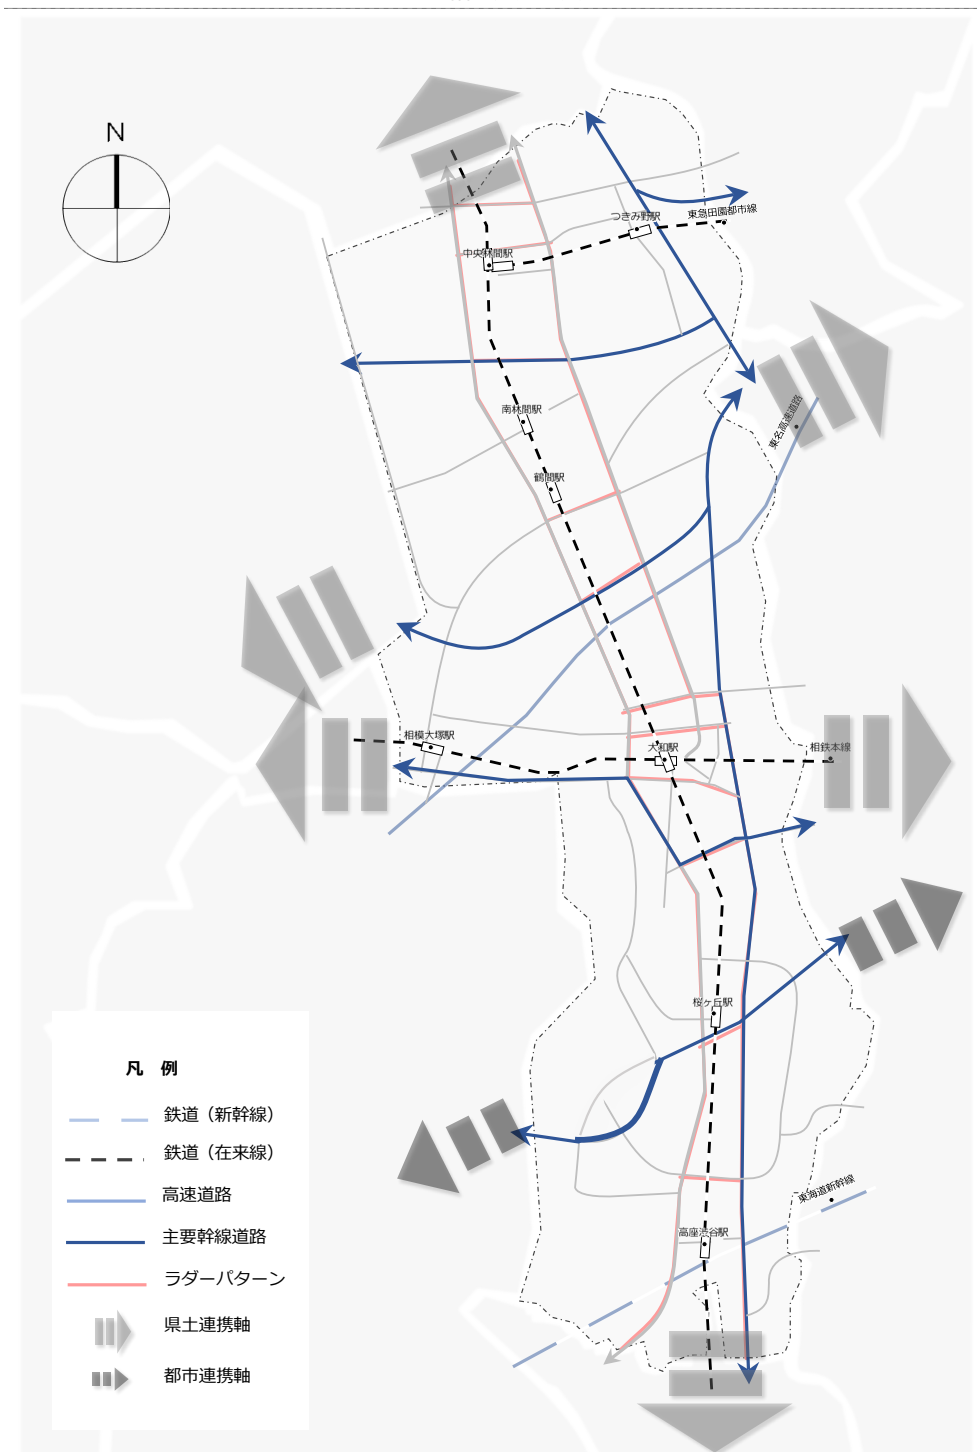 N
つきみ野駅
東急田園都市線
中央林間駅
南林間駅
東名高速道路
鶴間駅
相模大塚駅
大和駅
相鉄本線
桜ヶ丘駅
東海道新幹線
高座渋谷駅
凡 例
鉄道（新幹線）
鉄道（在来線）
高速道路
主要幹線道路
ラダーパターン
県土連携軸
都市連携軸